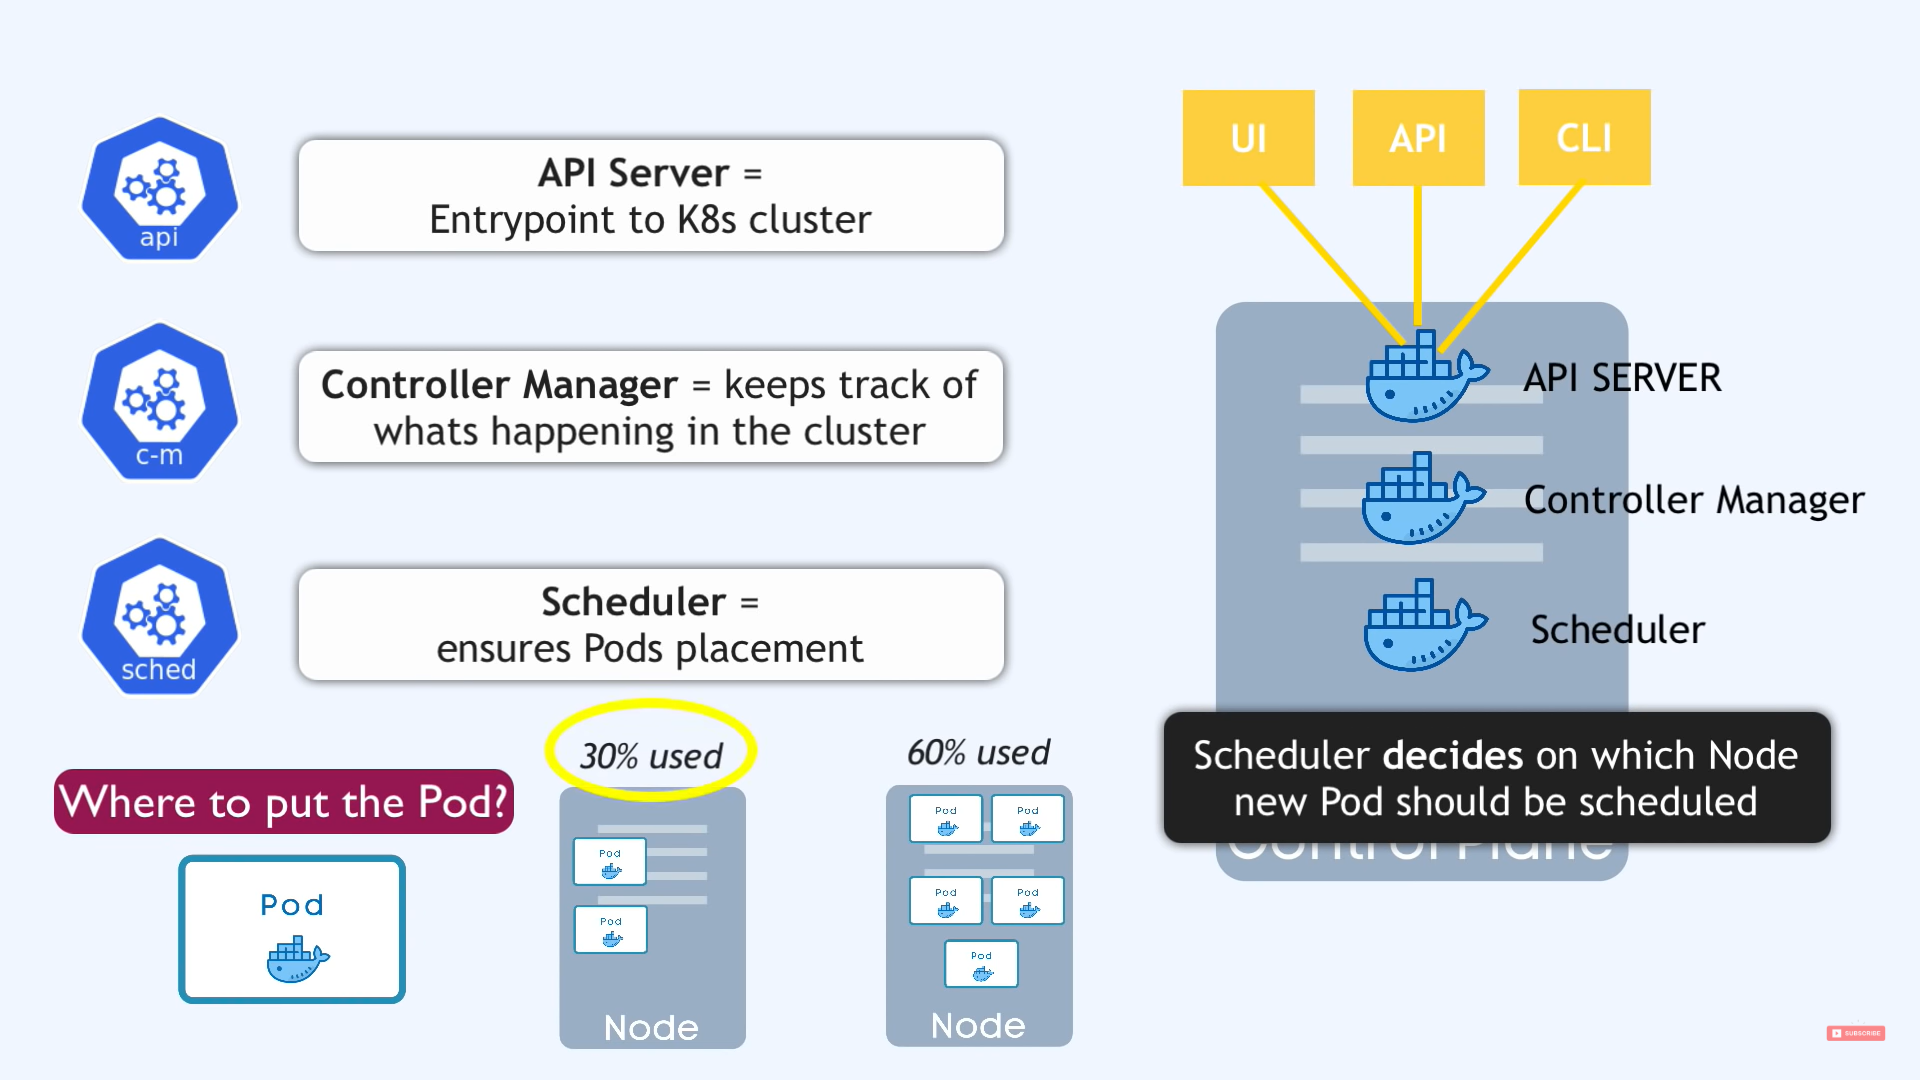 api
API Server =
Entrypoint to K8s cluster
c-m
Controller Manager = keeps track of
whats happening in the cluster
sched
Scheduler =
ensures Pods placement
Where to put the Pod?
Pod
30% used
Pod
Pod
Node
60% used
Pod
Pod
Pod
Pod
Pod
Node
UI
API
CLI
API SERVER
Controller Manager
Scheduler
Scheduler decides on which Node
new Pod should be scheduled
Control Plane
SUBSCRIBE